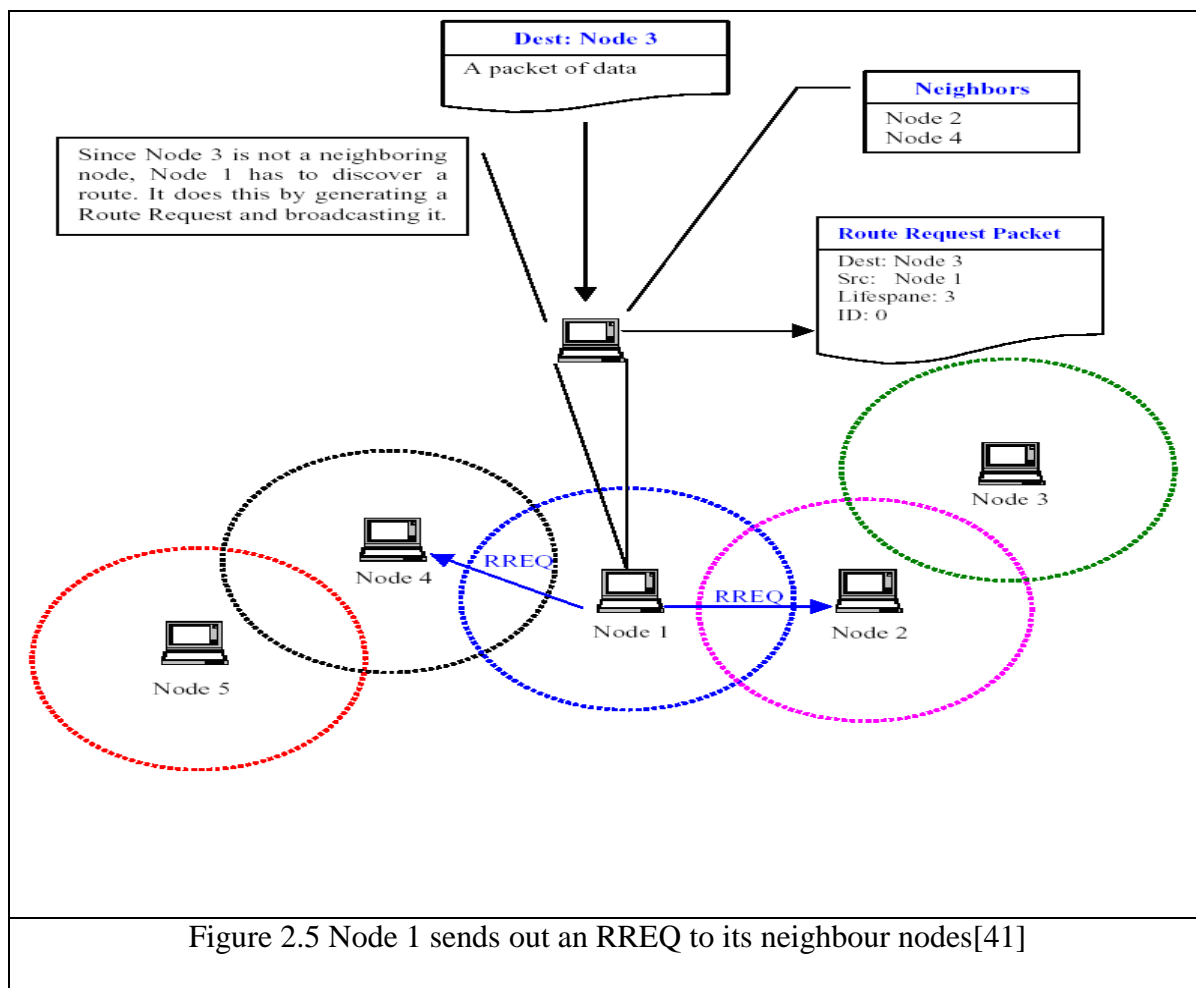 Dest: Node 3
A packet of data
Neighbors
Node 2
Node 4
Since Node 3 is not a neighboring
node, Node 1 has to discover a
route. It does this by generating a
Route Request and broadcasting it.
Route Request Packet
Dest: Node 3
Src: Node 1
Lifespane: 3
ID: 0
Node 3
Node 4
RREQ
RREQ
Node 1
Node 2
Node 5
Figure 2.5 Node 1 sends out an RREQ to its neighbour nodes[41]